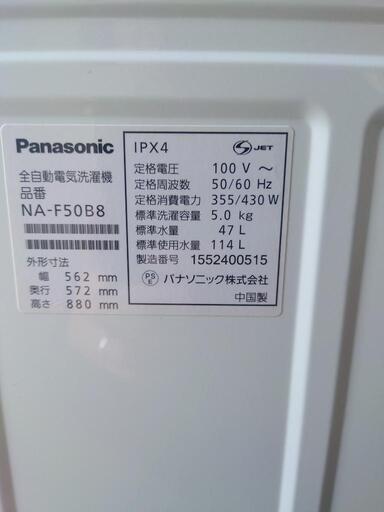 Panasonic
全自動電気洗濯機
品番
NA-F50B8
外形寸法
幅 562 mm
奥行 572 mm
高さ 880 mm
IPX4
S JET
定格電圧 100 V ～
定格周波数 50/60 Hz
定格消費電力 355/430 W
標準洗濯容量 5.0 kg
標準水量 47 L
標準使用水量 114 L
製造番号 1552400515
PS E パナソニック株式会社
中国製